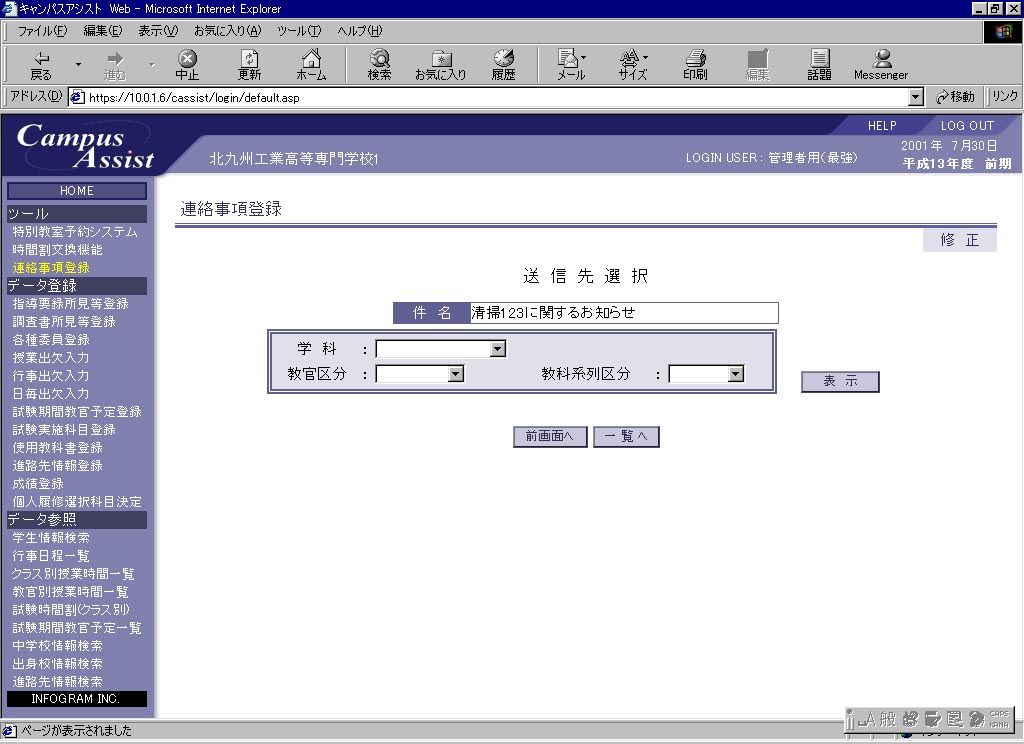 キャンパスアシスト Web - Microsoft Internet Explorer
ファイル(F) 編集(E) 表示(V) お気に入り(A) ツール(T) ヘルプ(H)
戻る 進む 中止 更新 ホーム 検索 お気に入り 履歴 メール サイズ 印刷 編集 話題 Messenger
アドレス(D) https://10.0.1.6/cassist/login/default.asp 移動 リンク
Campus Assist
HELP LOG OUT
北九州工業高等専門学校1 LOGIN USER : 管理者用(最強)
2001年 7月30日
平成13年度 前期
HOME
ツール
特別教室予約システム
時間割交換機能
連絡事項登録
データ登録
指導要録所見等登録
調査書所見等登録
各種委員登録
授業出欠入力
行事出欠入力
日毎出欠入力
試験期間教官予定登録
試験実施科目登録
使用教科書登録
進路先情報登録
成績登録
個人履修選択科目決定
データ参照
学生情報検索
行事日程一覧
クラス別授業時間一覧
教官別授業時間一覧
試験時間割(クラス別)
試験期間教官予定一覧
中学校情報検索
出身校情報検索
進路先情報検索
INFOGRAM INC.
連絡事項登録
修 正
送 信 先 選 択
件 名 清掃123に関するお知らせ
学 科 :
教官区分 : 教科系列区分 :
表 示
前画面へ 一 覧 へ
ページが表示されました
A 般 CAPS
KANA